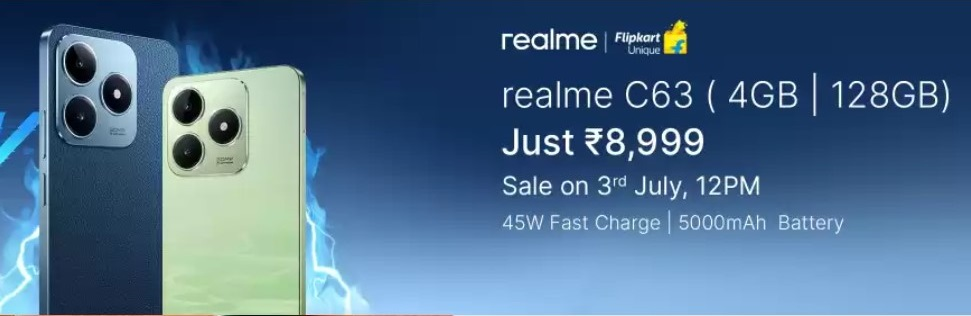 realme | Flipkart
Unique
realme C63 ( 4GB | 128GB)
Just ₹8,999
Sale on 3rd July, 12PM
45W Fast Charge | 5000mAh Battery